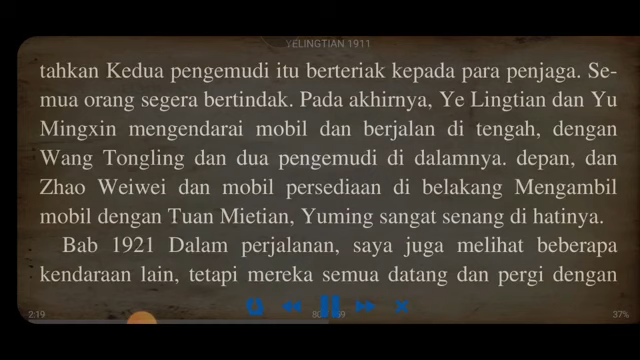 YELINGTIAN 1911
tahkan Kedua pengemudi itu berteriak kepada para penjaga. Se-
mua orang segera bertindak. Pada akhirnya, Ye Lingtian dan Yu
Mingxin mengendarai mobil dan berjalan di tengah, dengan
Wang Tongling dan dua pengemudi di dalamnya. depan, dan
Zhao Weiwei dan mobil persediaan di belakang Mengambil
mobil dengan Tuan Mietian, Yuming sangat senang di hatinya.
Bab 1921 Dalam perjalanan, saya juga melihat beberapa
kendaraan lain, tetapi mereka semua datang dan pergi dengan
2:19
37%